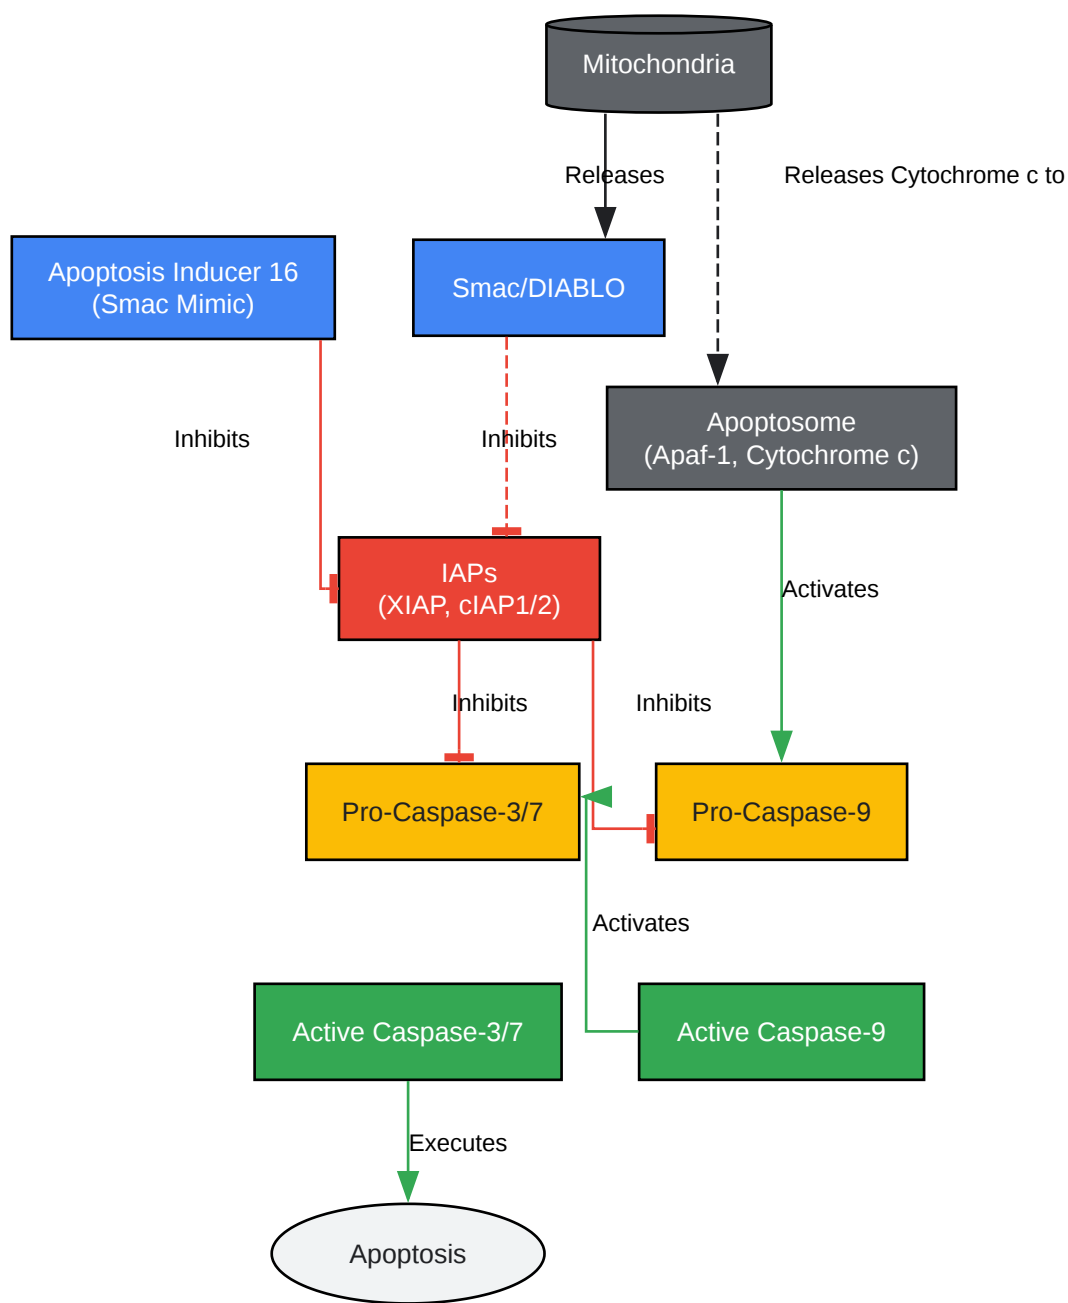 Mitochondria
Releases
Releases Cytochrome c to
Apoptosis Inducer 16
(Smac Mimic)
Smac/DIABLO
Apoptosome
(Apaf-1, Cytochrome c)
Inhibits
Inhibits
IAPs
(XIAP, cIAP1/2)
Activates
Inhibits
Inhibits
Pro-Caspase-3/7
Pro-Caspase-9
Activates
Active Caspase-3/7
Active Caspase-9
Executes
Apoptosis